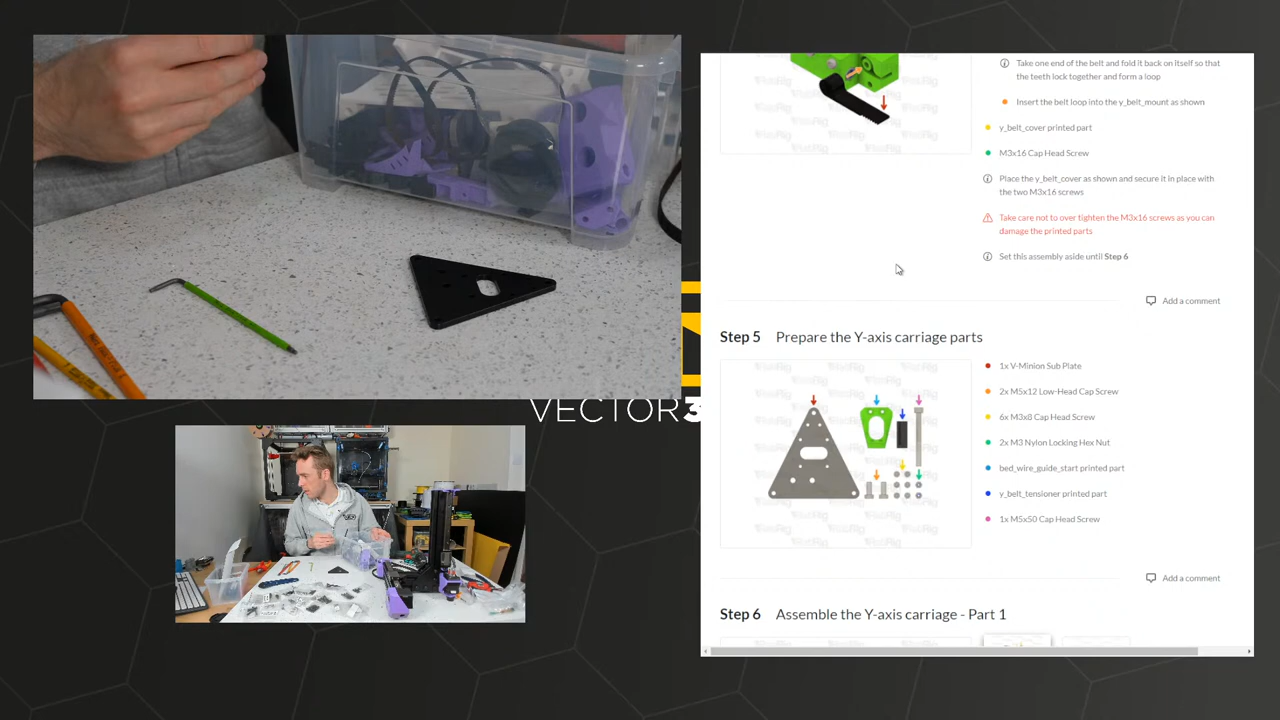 Take one end of the belt and fold it back on itself so that
the teeth lock together and form a loop
Insert the belt loop into the y_belt_mount as shown
y_belt_cover printed part
M3x16 Cap Head Screw
Place the y_belt_cover as shown and secure it in place with
the two M3x16 screws
Take care not to over tighten the M3x16 screws as you can
damage the printed parts
Set this assembly aside until Step 6
Add a comment
Step 5 Prepare the Y-axis carriage parts
1x V-Minion Sub Plate
2x M5x12 Low-Head Cap Screw
6x M3x8 Cap Head Screw
2x M3 Nylon Locking Hex Nut
bed_wire_guide_start printed part
y_belt_tensioner printed part
1x M5x50 Cap Head Screw
Add a comment
Step 6 Assemble the Y-axis carriage - Part 1
VECTOR3